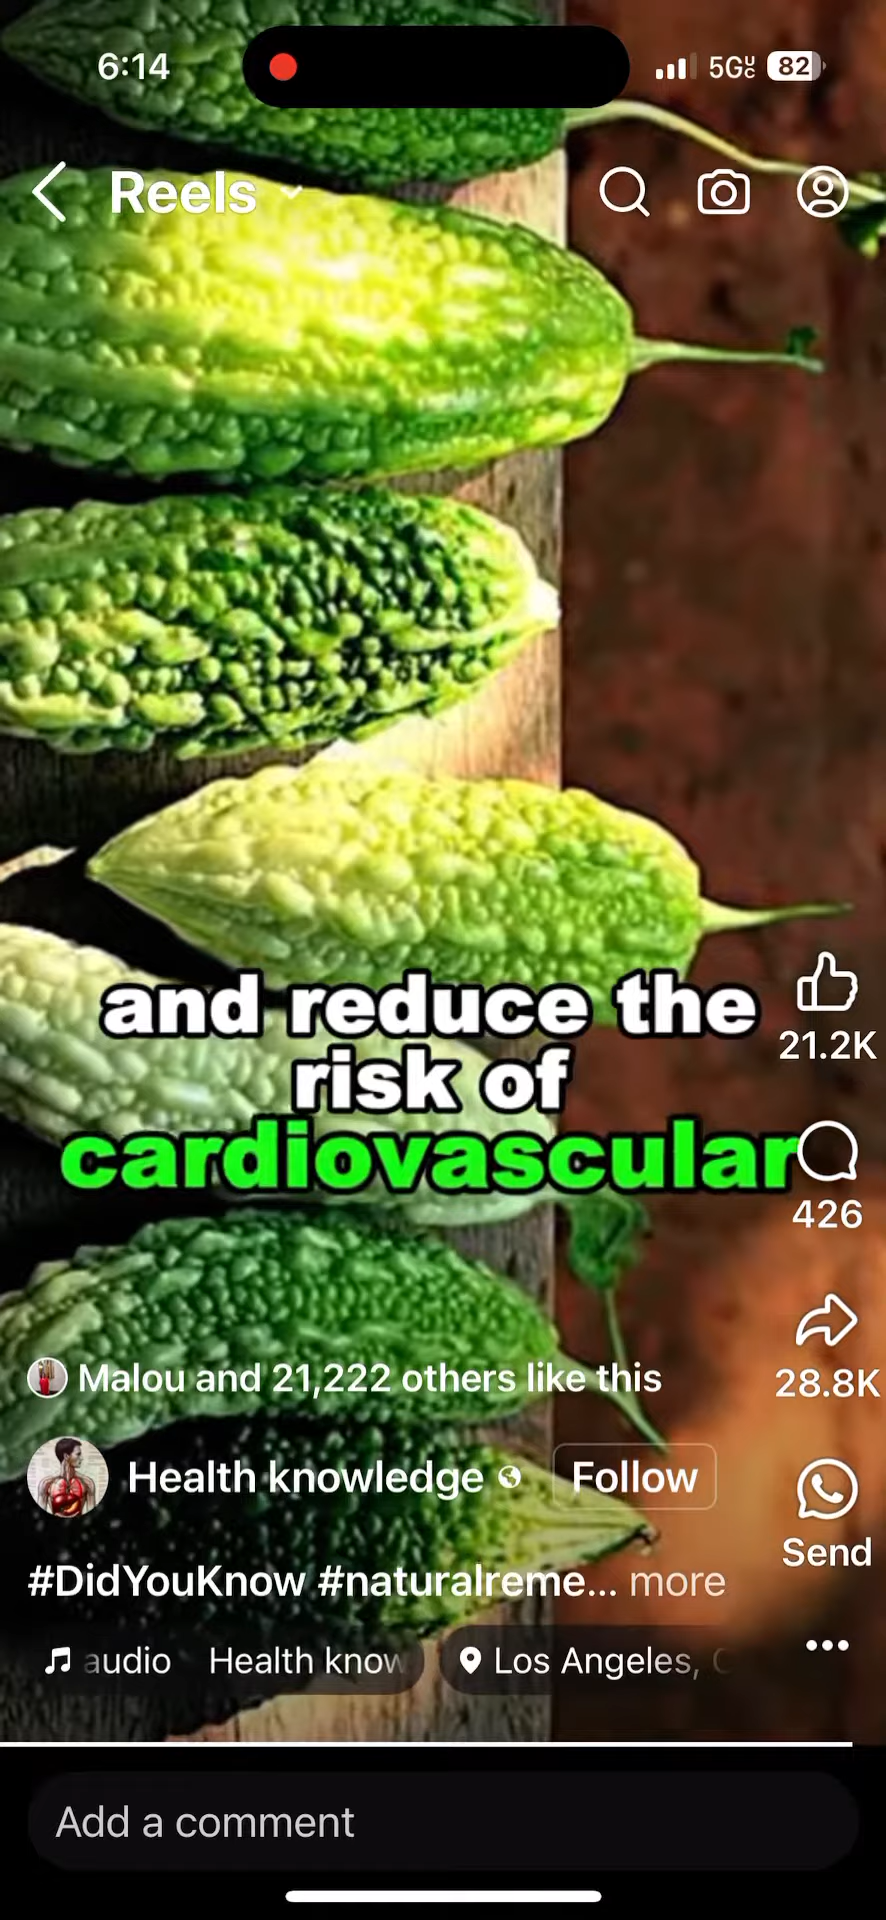 6:14
5GUC
82
Reels
and reduce the
risk of
cardiovascular
21.2K
426
28.8K
Malou and 21,222 others like this
Health knowledge
Follow
Send
#DidYouKnow #naturalreme... more
audio Health know
Los Angeles, C
Add a comment